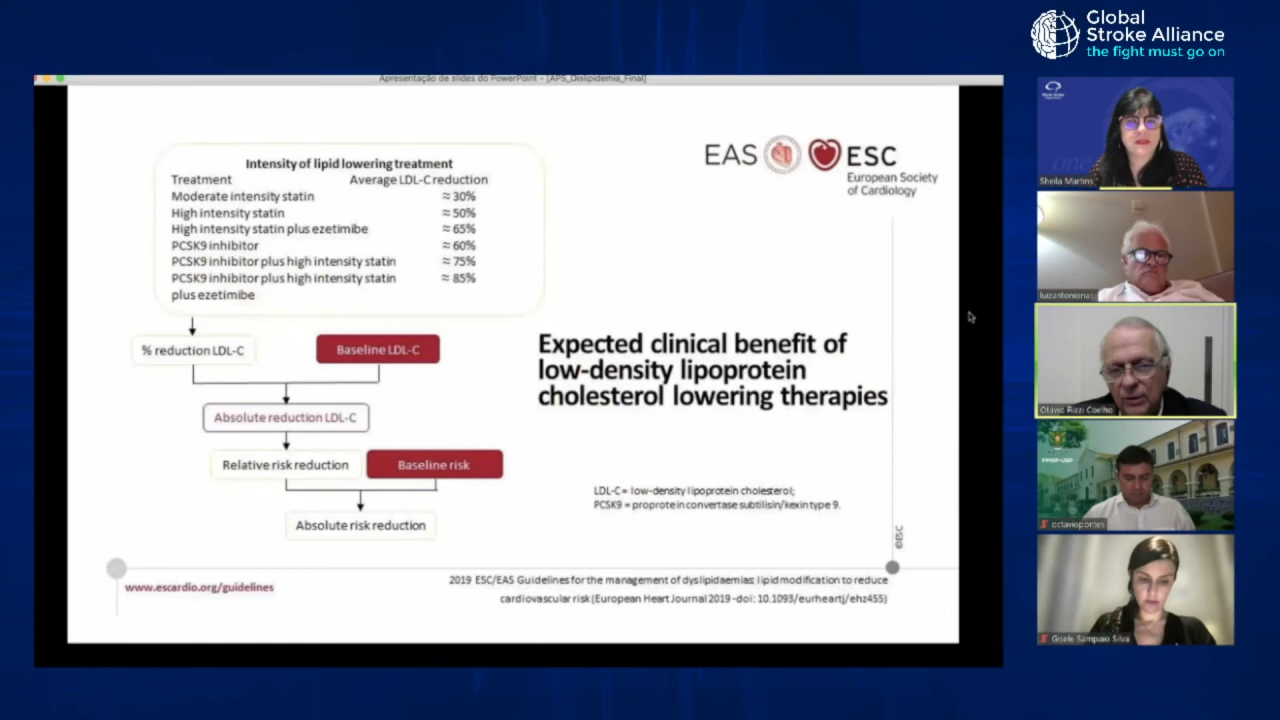 Global
Stroke Alliance
the fight must go on
Apresentação de slides do PowerPoint - [APS_Dislipidemia_Final]
EAS
ESC
European Society
of Cardiology
Intensity of lipid lowering treatment
Treatment Average LDL-C reduction
Moderate intensity statin ≈ 30%
High intensity statin ≈ 50%
High intensity statin plus ezetimibe ≈ 65%
PCSK9 inhibitor ≈ 60%
PCSK9 inhibitor plus high intensity statin ≈ 75%
PCSK9 inhibitor plus high intensity statin ≈ 85%
plus ezetimibe
% reduction LDL-C
Baseline LDL-C
Absolute reduction LDL-C
Relative risk reduction
Baseline risk
Absolute risk reduction
Expected clinical benefit of
low-density lipoprotein
cholesterol lowering therapies
LDL-C = low-density lipoprotein cholesterol;
PCSK9 = proprotein convertase subtilisin/kexin type 9.
©ESC
www.escardio.org/guidelines
2019 ESC/EAS Guidelines for the management of dyslipidaemias: lipid modification to reduce
cardiovascular risk (European Heart Journal 2019 -doi: 10.1093/eurheartj/ehz455)
Sheila Martins
Otavio Rizzi Coelho
FMRP-USP
octaviopontes
Gisele Sampaio Silva